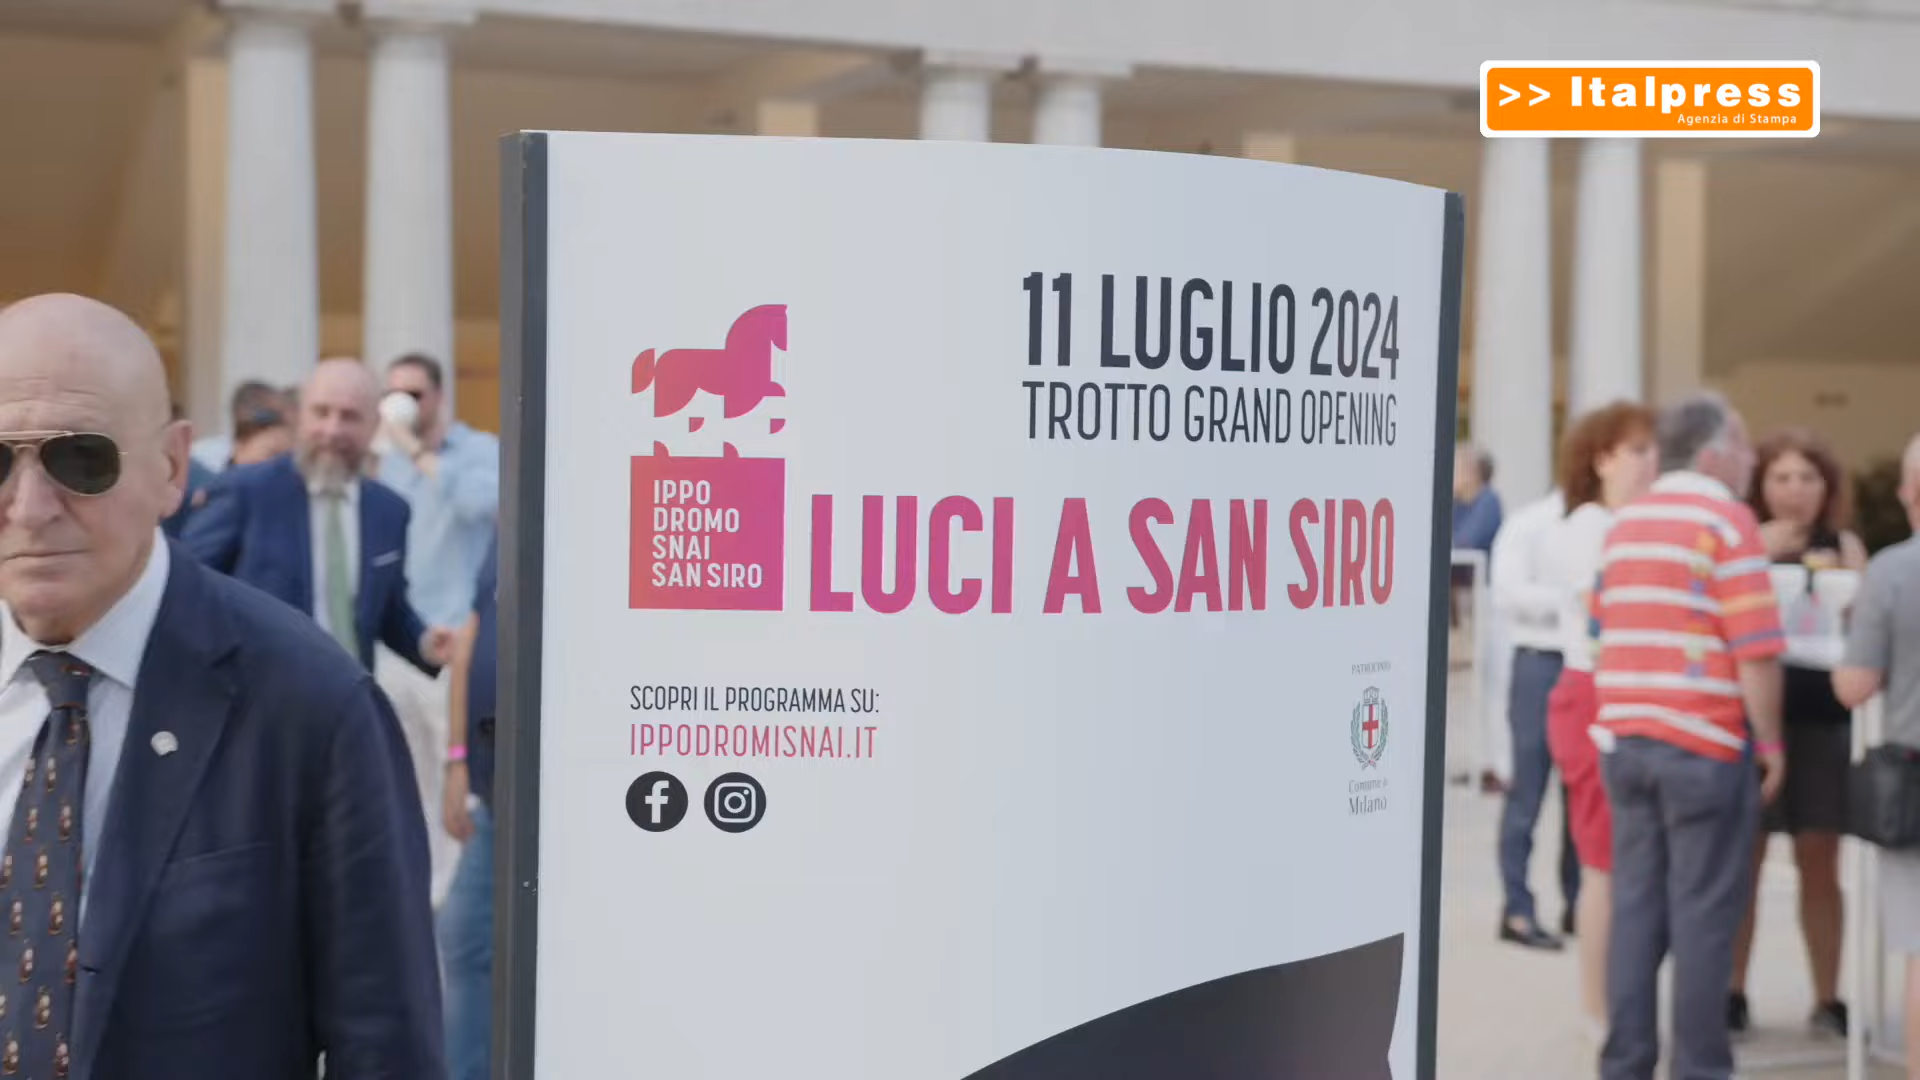 >> Italpress
Agenzia di Stampa
11 LUGLIO 2024
TROTTO GRAND OPENING
IPPO
DROMO
SNAI
SAN SIRO
LUCI A SAN SIRO
SCOPRI IL PROGRAMMA SU:
IPPODROMISNAI.IT
PATROCINIO
Comune di
Milano